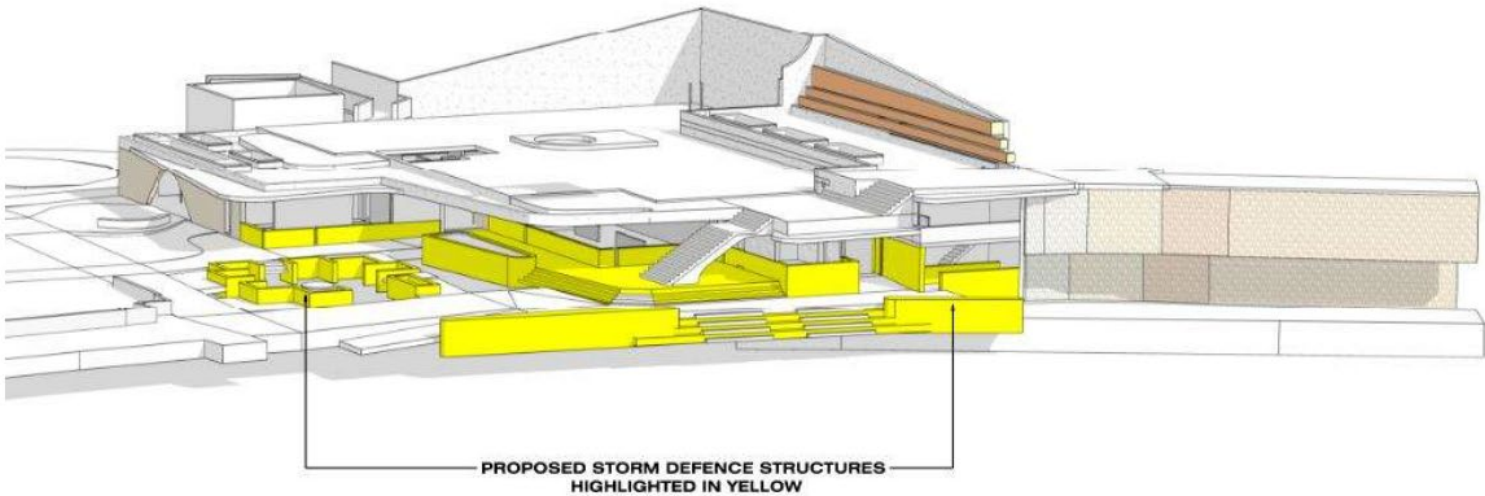 PROPOSED STORM DEFENCE STRUCTURES
HIGHLIGHTED IN YELLOW